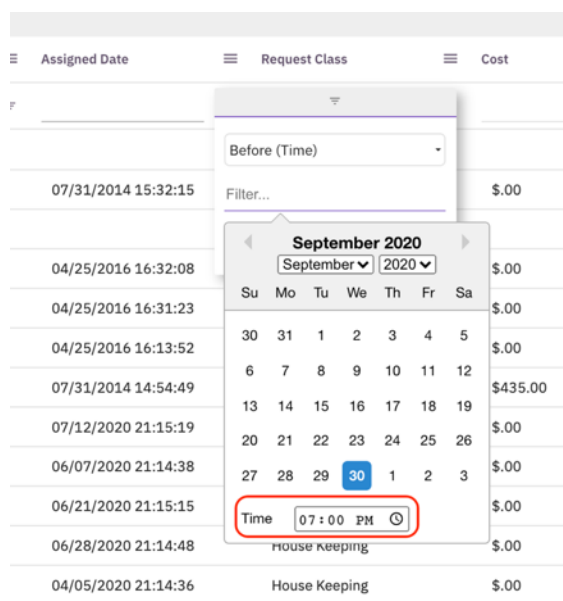 Assigned Date Request Class Cost
Before (Time)
07/31/2014 15:32:15 Filter... $.00
September 2020
September 2020
04/25/2016 16:32:08 $.00
Su Mo Tu We Th Fr Sa
04/25/2016 16:31:23 $.00
30 31 1 2 3 4 5
04/25/2016 16:13:52 $.00
6 7 8 9 10 11 12
07/31/2014 14:54:49 $435.00
13 14 15 16 17 18 19
07/12/2020 21:15:19 $.00
20 21 22 23 24 25 26
06/07/2020 21:14:38 $.00
27 28 29 30 1 2 3
06/21/2020 21:15:15 $.00
Time 07:00 PM
06/28/2020 21:14:48 House Keeping $.00
04/05/2020 21:14:36 House Keeping $.00